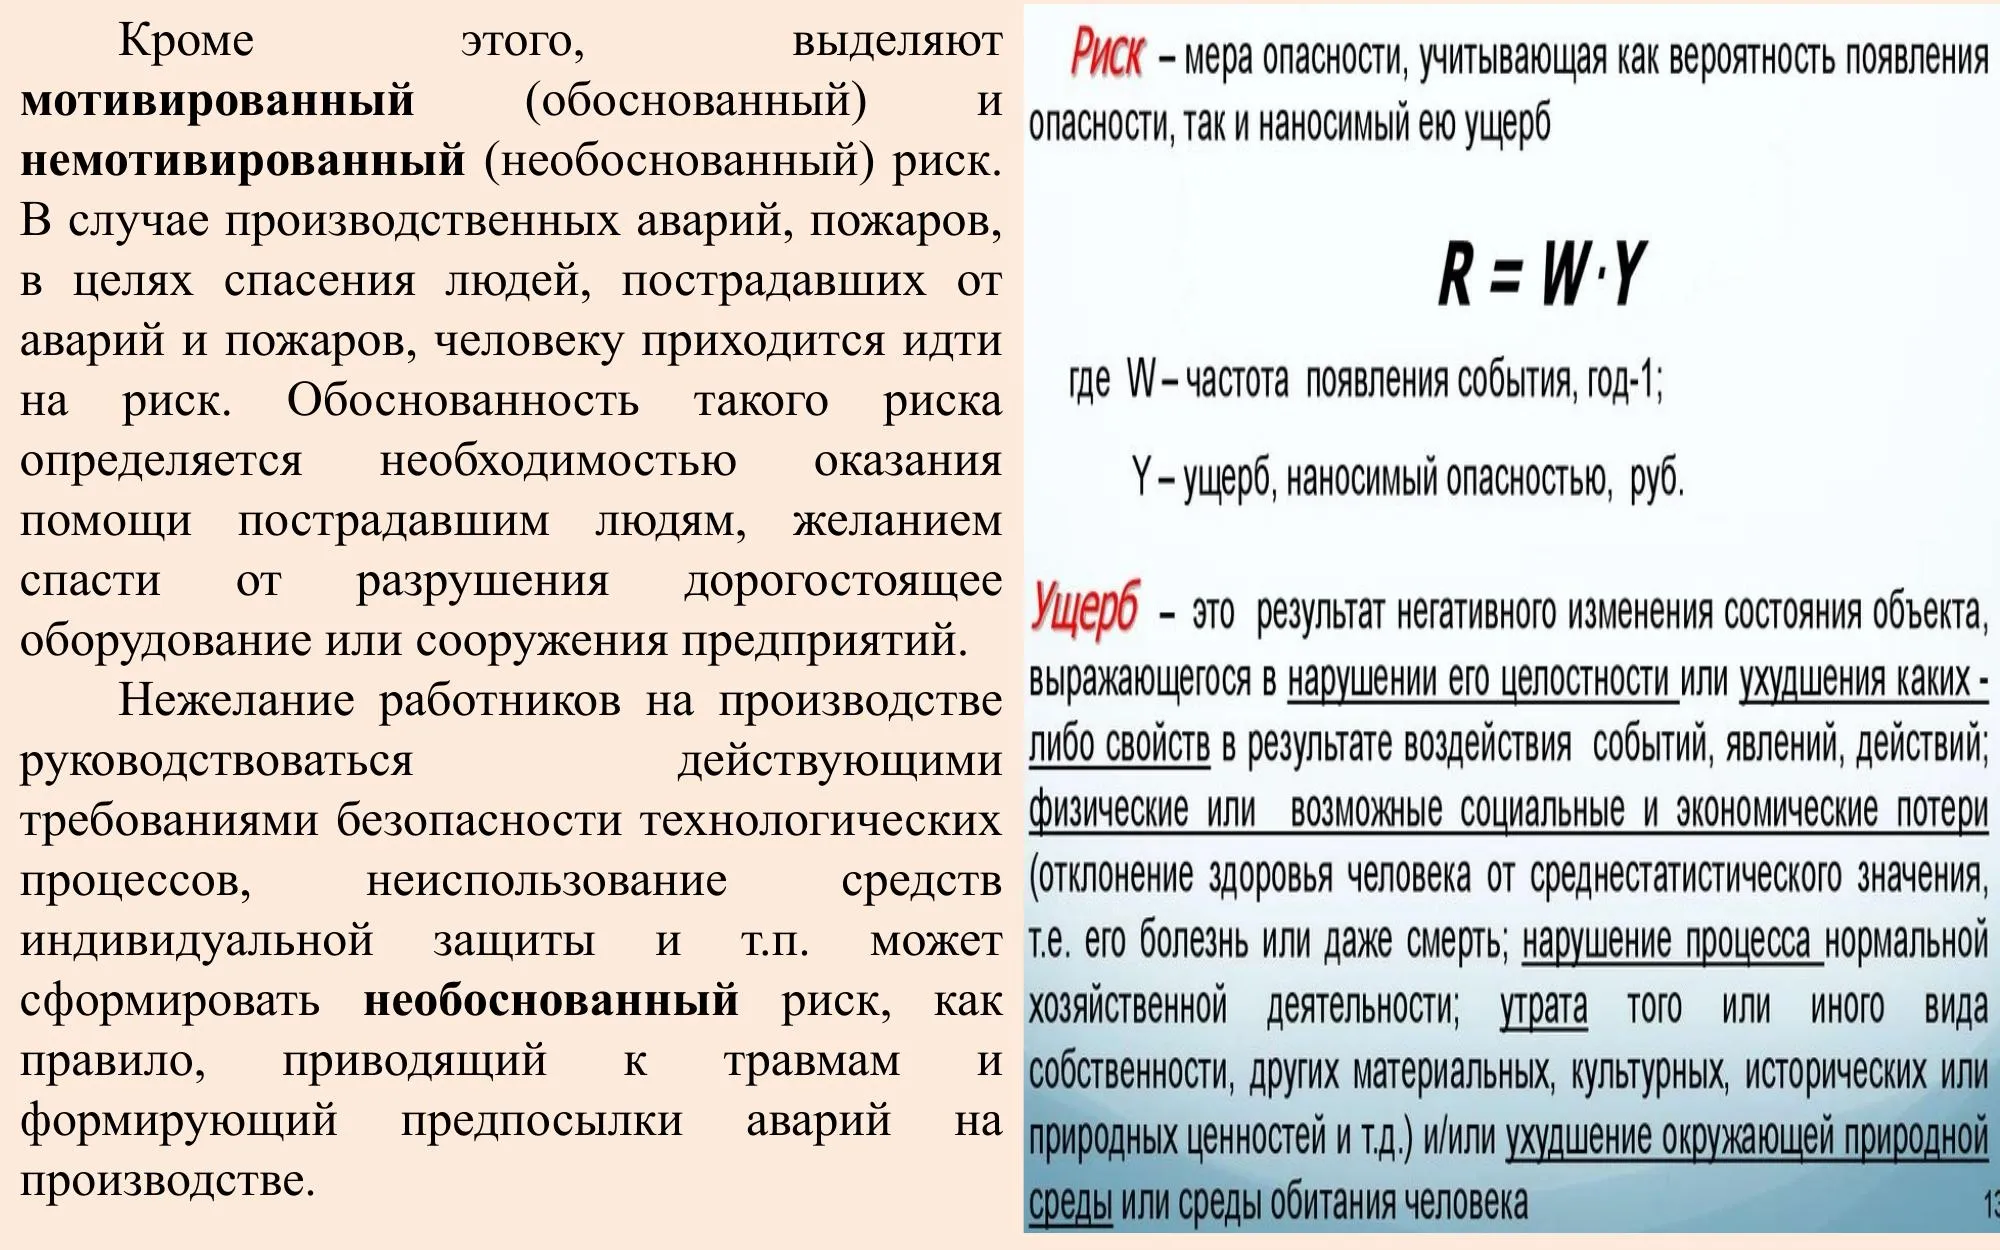 Кроме этого, выделяют
мотивированный (обоснованный) и
немотивированный (необоснованный) риск.
В случае производственных аварий, пожаров,
в целях спасения людей, пострадавших от
аварий и пожаров, человеку приходится идти
на риск. Обоснованность такого риска
определяется необходимостью оказания
помощи пострадавшим людям, желанием
спасти от разрушения дорогостоящее
оборудование или сооружения предприятий.
Нежелание работников на производстве
руководствоваться действующими
требованиями безопасности технологических
процессов, неиспользование средств
индивидуальной защиты и т.п. может
сформировать необоснованный риск, как
правило, приводящий к травмам и
формирующий предпосылки аварий на
производстве.
Риск – мера опасности, учитывающая как вероятность появления
опасности, так и наносимый ею ущерб
R = W·Y
где W – частота появления события, год-1;
Y – ущерб, наносимый опасностью, руб.
Ущерб – это результат негативного изменения состояния объекта,
выражающегося в нарушении его целостности или ухудшения каких -
либо свойств в результате воздействия событий, явлений, действий;
физические или возможные социальные и экономические потери
(отклонение здоровья человека от среднестатистического значения,
т.е. его болезнь или даже смерть; нарушение процесса нормальной
хозяйственной деятельности; утрата того или иного вида
собственности, других материальных, культурных, исторических или
природных ценностей и т.д.) и/или ухудшение окружающей природной
среды или среды обитания человека
13